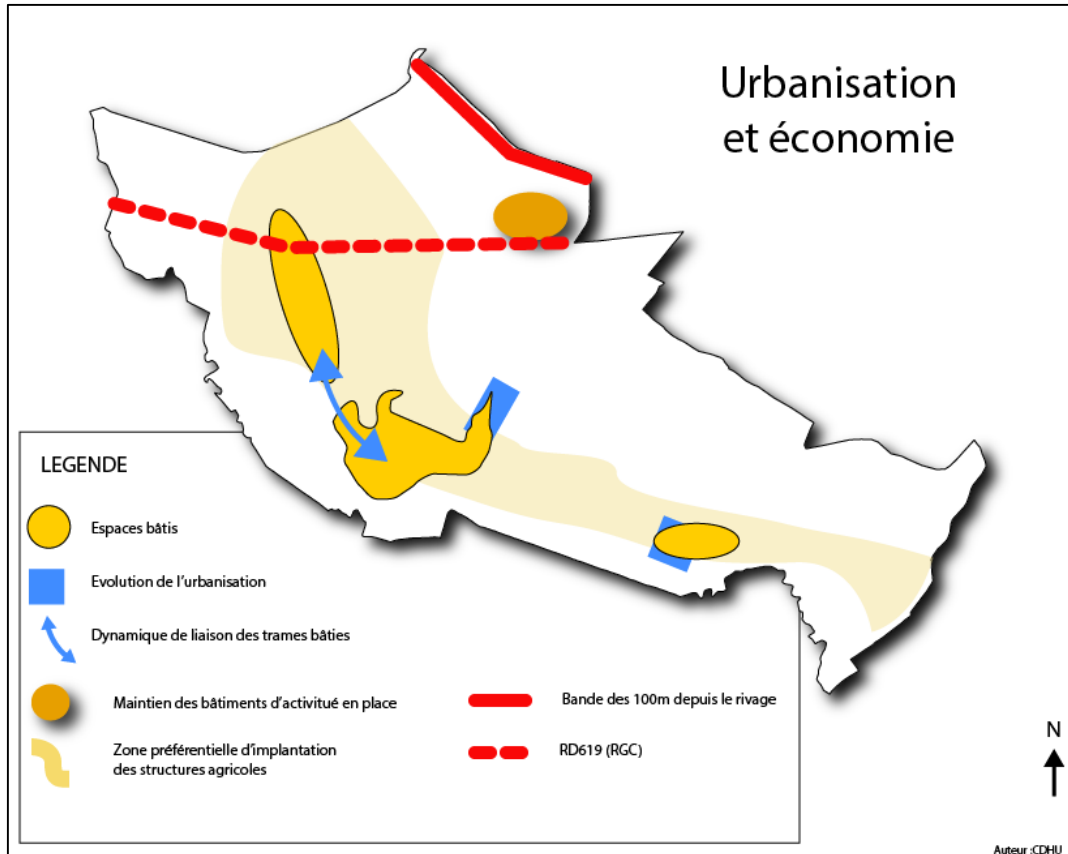 Urbanisation
et économie
LEGENDE
Espaces bâtis
Evolution de l'urbanisation
Dynamique de liaison des trames bâties
Maintien des bâtiments d'activitué en place
Zone préférentielle d'implantation
des structures agricoles
Bande des 100m depuis le rivage
RD619 (RGC)
N
Auteur :CDHU